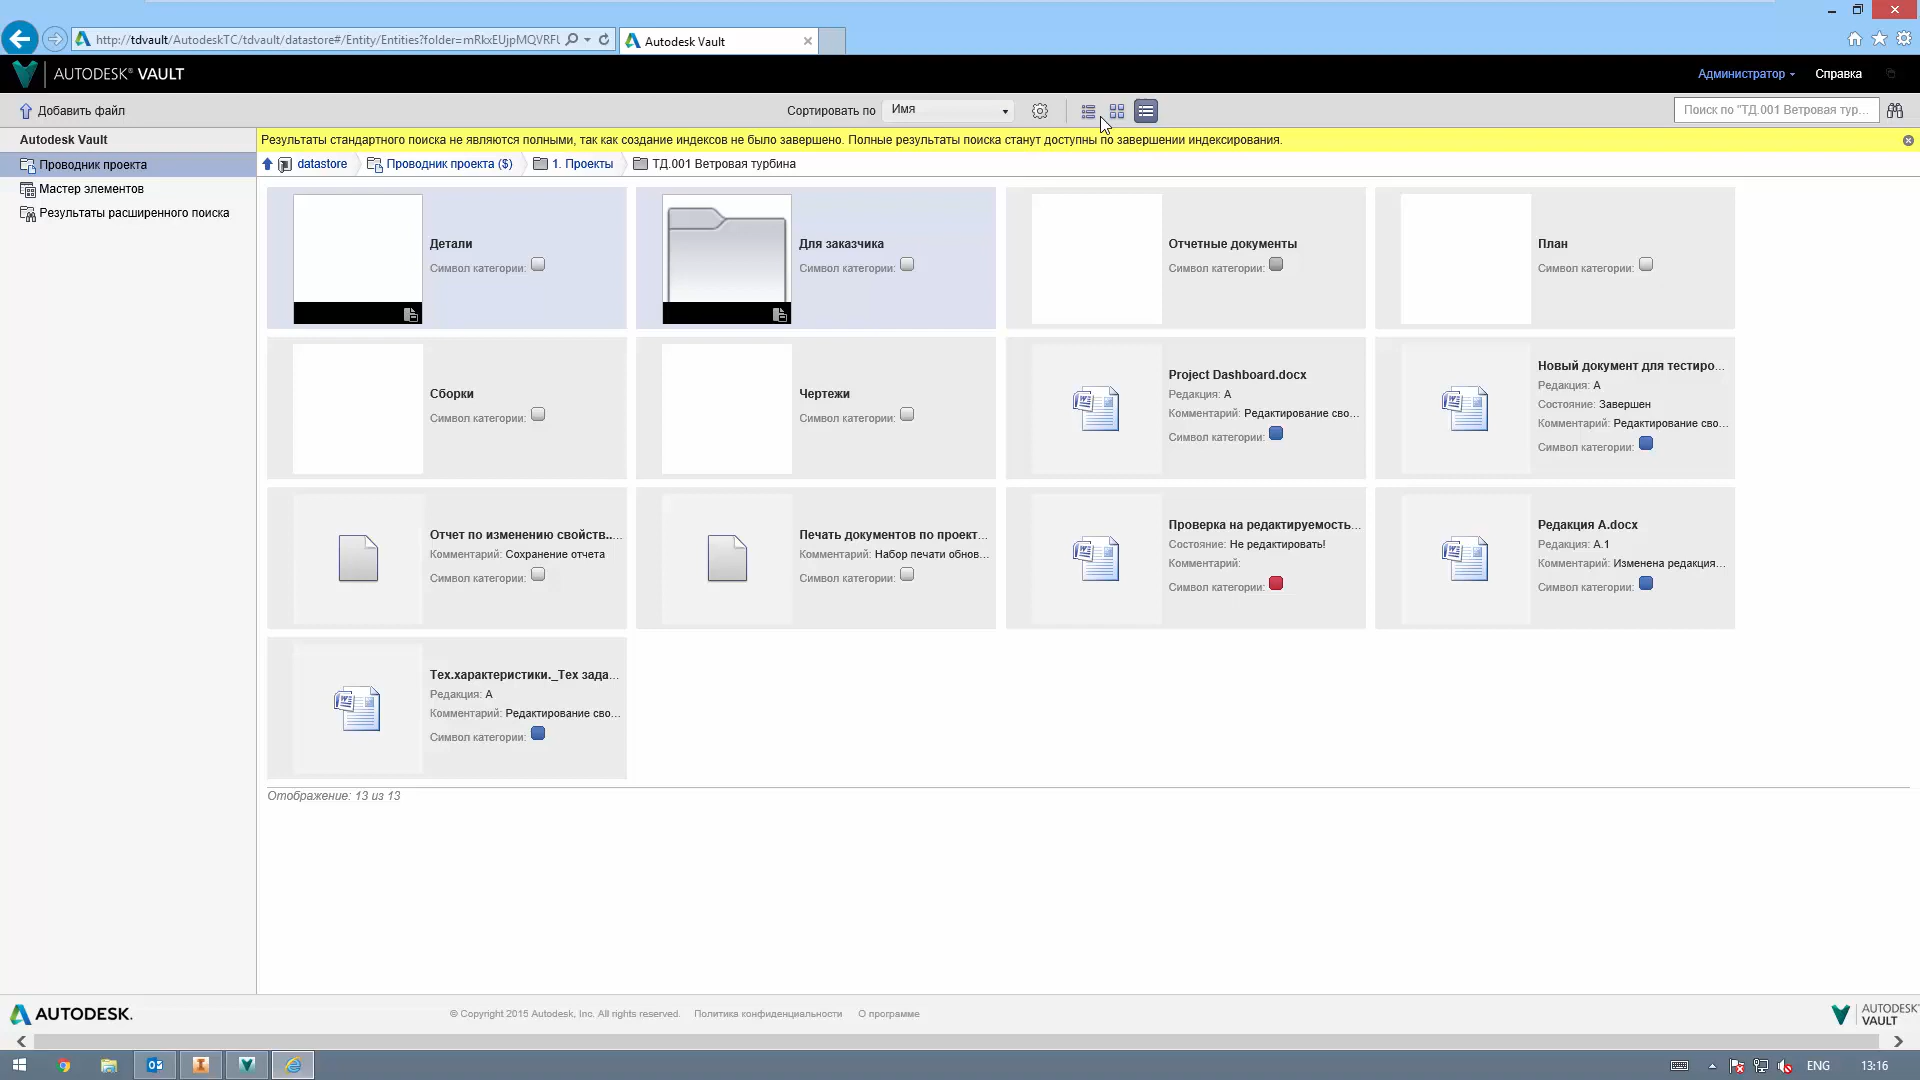 http://tdvault/AutodeskTC/tdvault/datastore#/Entity/Entities?folder=mRkxEUjpMQVRFU
Autodesk Vault
AUTODESK® VAULT
Администратор
Справка
Добавить файл
Сортировать по
Имя
Поиск по "ТД.001 Ветровая тур...
Autodesk Vault
Результаты стандартного поиска не являются полными, так как создание индексов не было завершено. Полные результаты поиска станут доступны по завершении индексирования.
Проводник проекта
Мастер элементов
Результаты расширенного поиска
datastore
Проводник проекта ($)
1. Проекты
ТД.001 Ветровая турбина
Детали
Символ категории:
Для заказчика
Символ категории:
Отчетные документы
Символ категории:
План
Символ категории:
Сборки
Символ категории:
Чертежи
Символ категории:
Project Dashboard.docx
Редакция: A
Комментарий: Редактирование сво...
Символ категории:
Новый документ для тестиро...
Редакция: A
Состояние: Завершен
Комментарий: Редактирование сво...
Символ категории:
Отчет по изменению свойств...
Комментарий: Сохранение отчета
Символ категории:
Печать документов по проект...
Комментарий: Набор печати обнов...
Символ категории:
Проверка на редактируемость...
Состояние: Не редактировать!
Комментарий:
Символ категории:
Редакция А.docx
Редакция: A.1
Комментарий: Изменена редакция...
Символ категории:
Тех.характеристики._Тех зада...
Редакция: A
Комментарий: Редактирование сво...
Символ категории:
Отображение: 13 из 13
AUTODESK.
© Copyright 2015 Autodesk, Inc. All rights reserved.
Политика конфиденциальности
О программе
AUTODESK®
VAULT
ENG
13:16